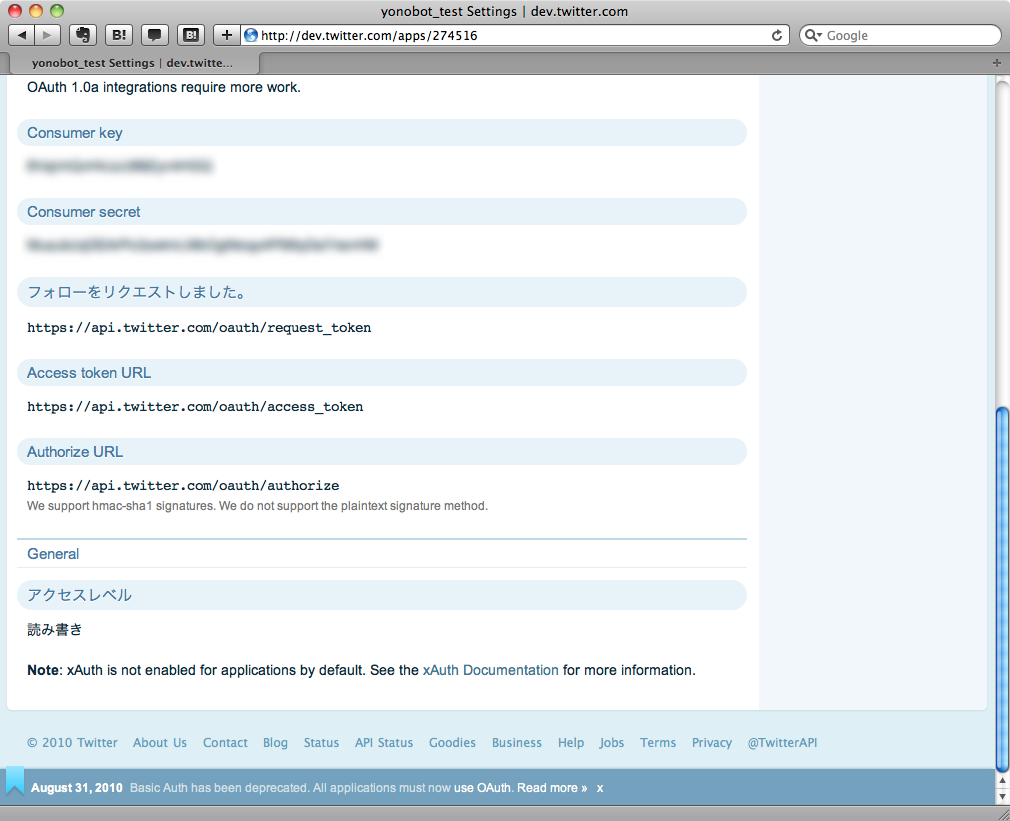 yonobot_test Settings | dev.twitter.com
B!
B!
+
http://dev.twitter.com/apps/274516
Google
yonobot_test Settings | dev.twitte...
+
OAuth 1.0a integrations require more work.
Consumer key
Consumer secret
フォローをリクエストしました。
https://api.twitter.com/oauth/request_token
Access token URL
https://api.twitter.com/oauth/access_token
Authorize URL
https://api.twitter.com/oauth/authorize
We support hmac-sha1 signatures. We do not support the plaintext signature method.
General
アクセスレベル
読み書き
Note: xAuth is not enabled for applications by default. See the xAuth Documentation for more information.
© 2010 Twitter About Us Contact Blog Status API Status Goodies Business Help Jobs Terms Privacy @TwitterAPI
August 31, 2010 Basic Auth has been deprecated. All applications must now use OAuth. Read more » x